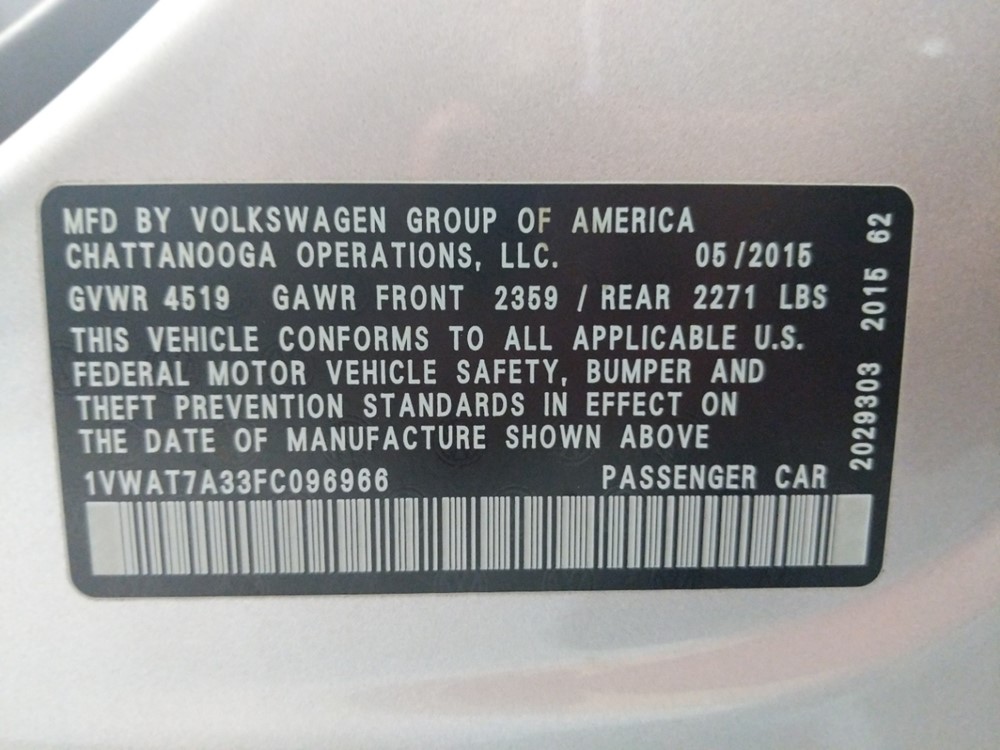 MFD BY VOLKSWAGEN GROUP OF AMERICA
CHATTANOOGA OPERATIONS, LLC. 05/2015
GVWR 4519 GAWR FRONT 2359 / REAR 2271 LBS
THIS VEHICLE CONFORMS TO ALL APPLICABLE U.S.
FEDERAL MOTOR VEHICLE SAFETY, BUMPER AND
THEFT PREVENTION STANDARDS IN EFFECT ON
THE DATE OF MANUFACTURE SHOWN ABOVE
1VWAT7A33FC096966 PASSENGER CAR
2029303 2015 62